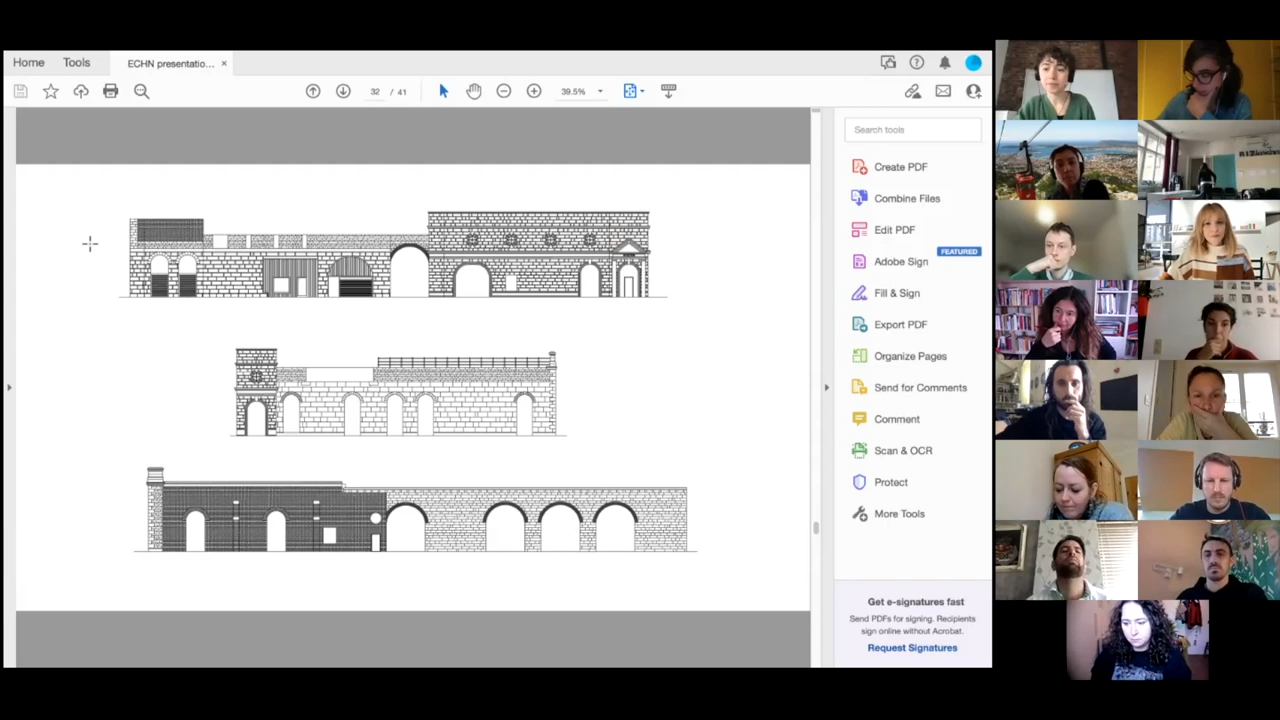 Home Tools ECHN presentatio... ×
32 / 41 39.5%
Search tools
Create PDF
Combine Files
Edit PDF
FEATURED
Adobe Sign
Fill & Sign
Export PDF
Organize Pages
Send for Comments
Comment
Scan & OCR
Protect
More Tools
Get e-signatures fast
Send PDFs for signing. Recipients
sign online without Acrobat.
Request Signatures